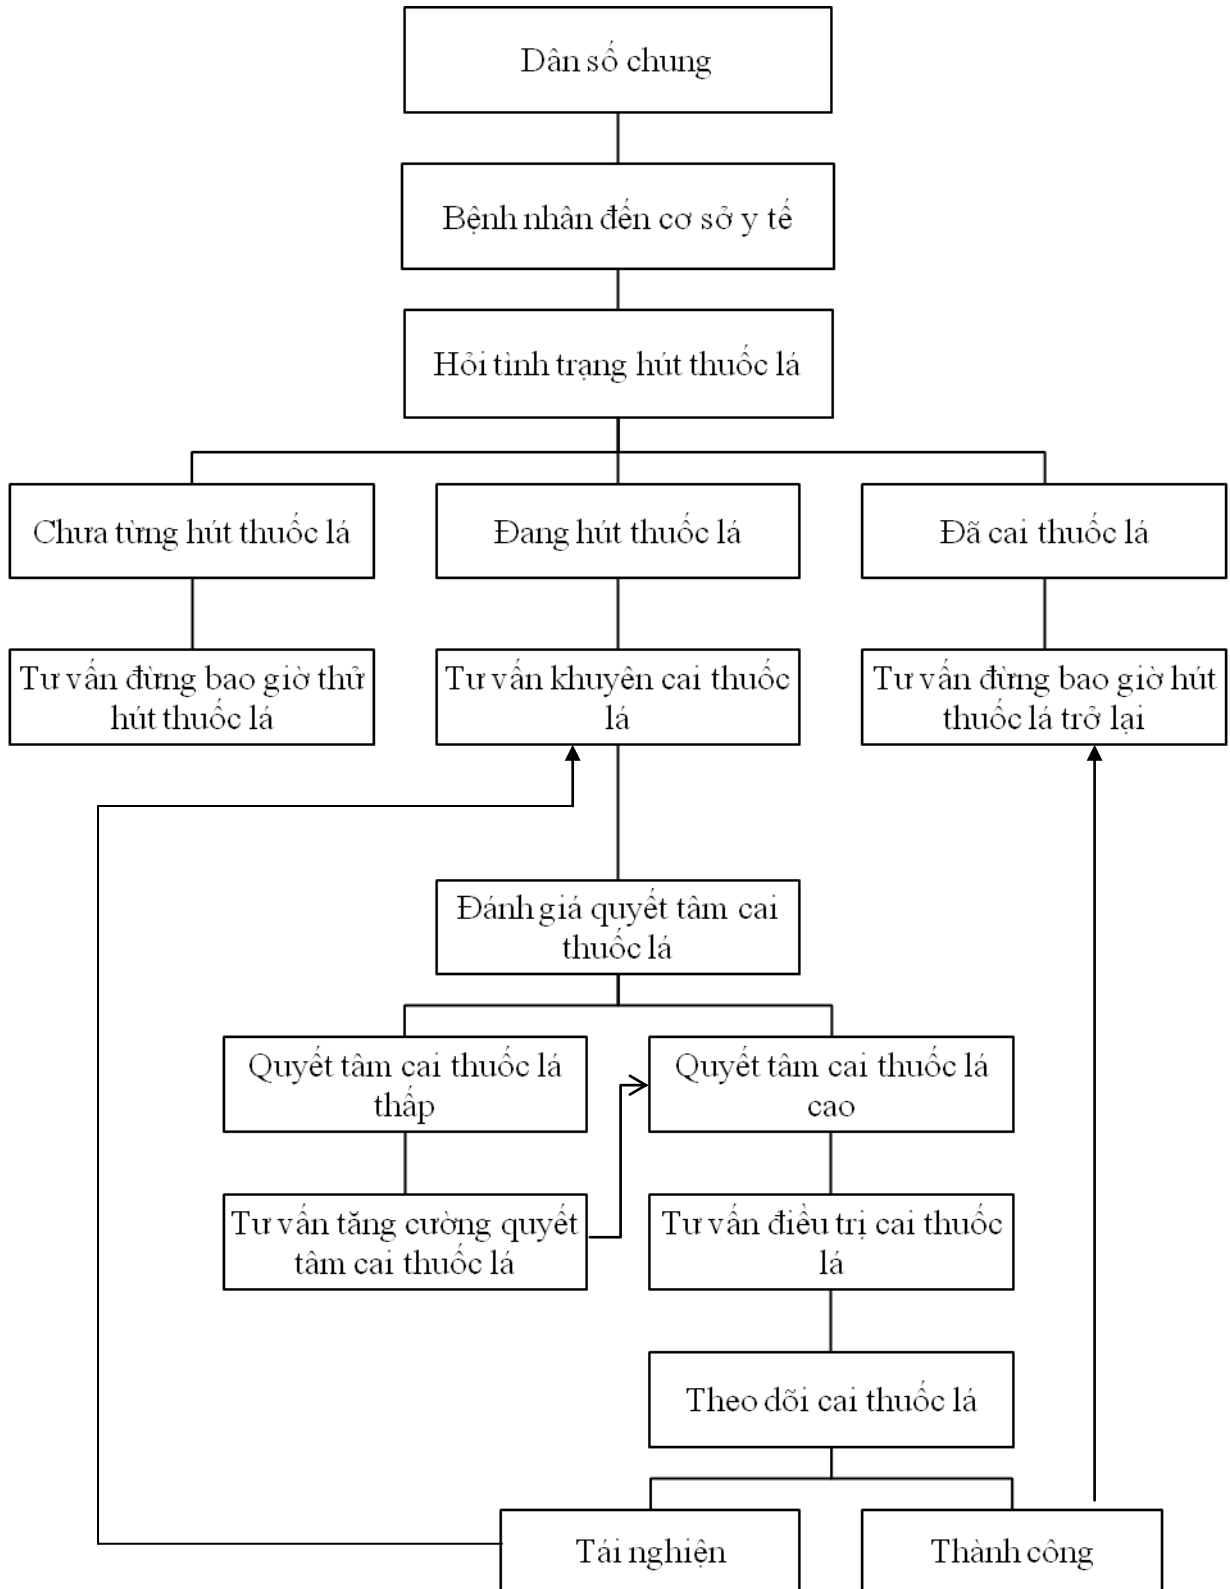 Dân số chung
Bệnh nhân đến cơ sở y tế
Hỏi tình trạng hút thuốc lá
Chưa từng hút thuốc lá
Đang hút thuốc lá
Đã cai thuốc lá
Tư vấn đừng bao giờ thử
hút thuốc lá
Tư vấn khuyên cai thuốc
lá
Tư vấn đừng bao giờ hút
thuốc lá trở lại
Đánh giá quyết tâm cai
thuốc lá
Quyết tâm cai thuốc lá
thấp
Quyết tâm cai thuốc lá
cao
Tư vấn tăng cường quyết
tâm cai thuốc lá
Tư vấn điều trị cai thuốc
lá
Theo dõi cai thuốc lá
Tái nghiện
Thành công